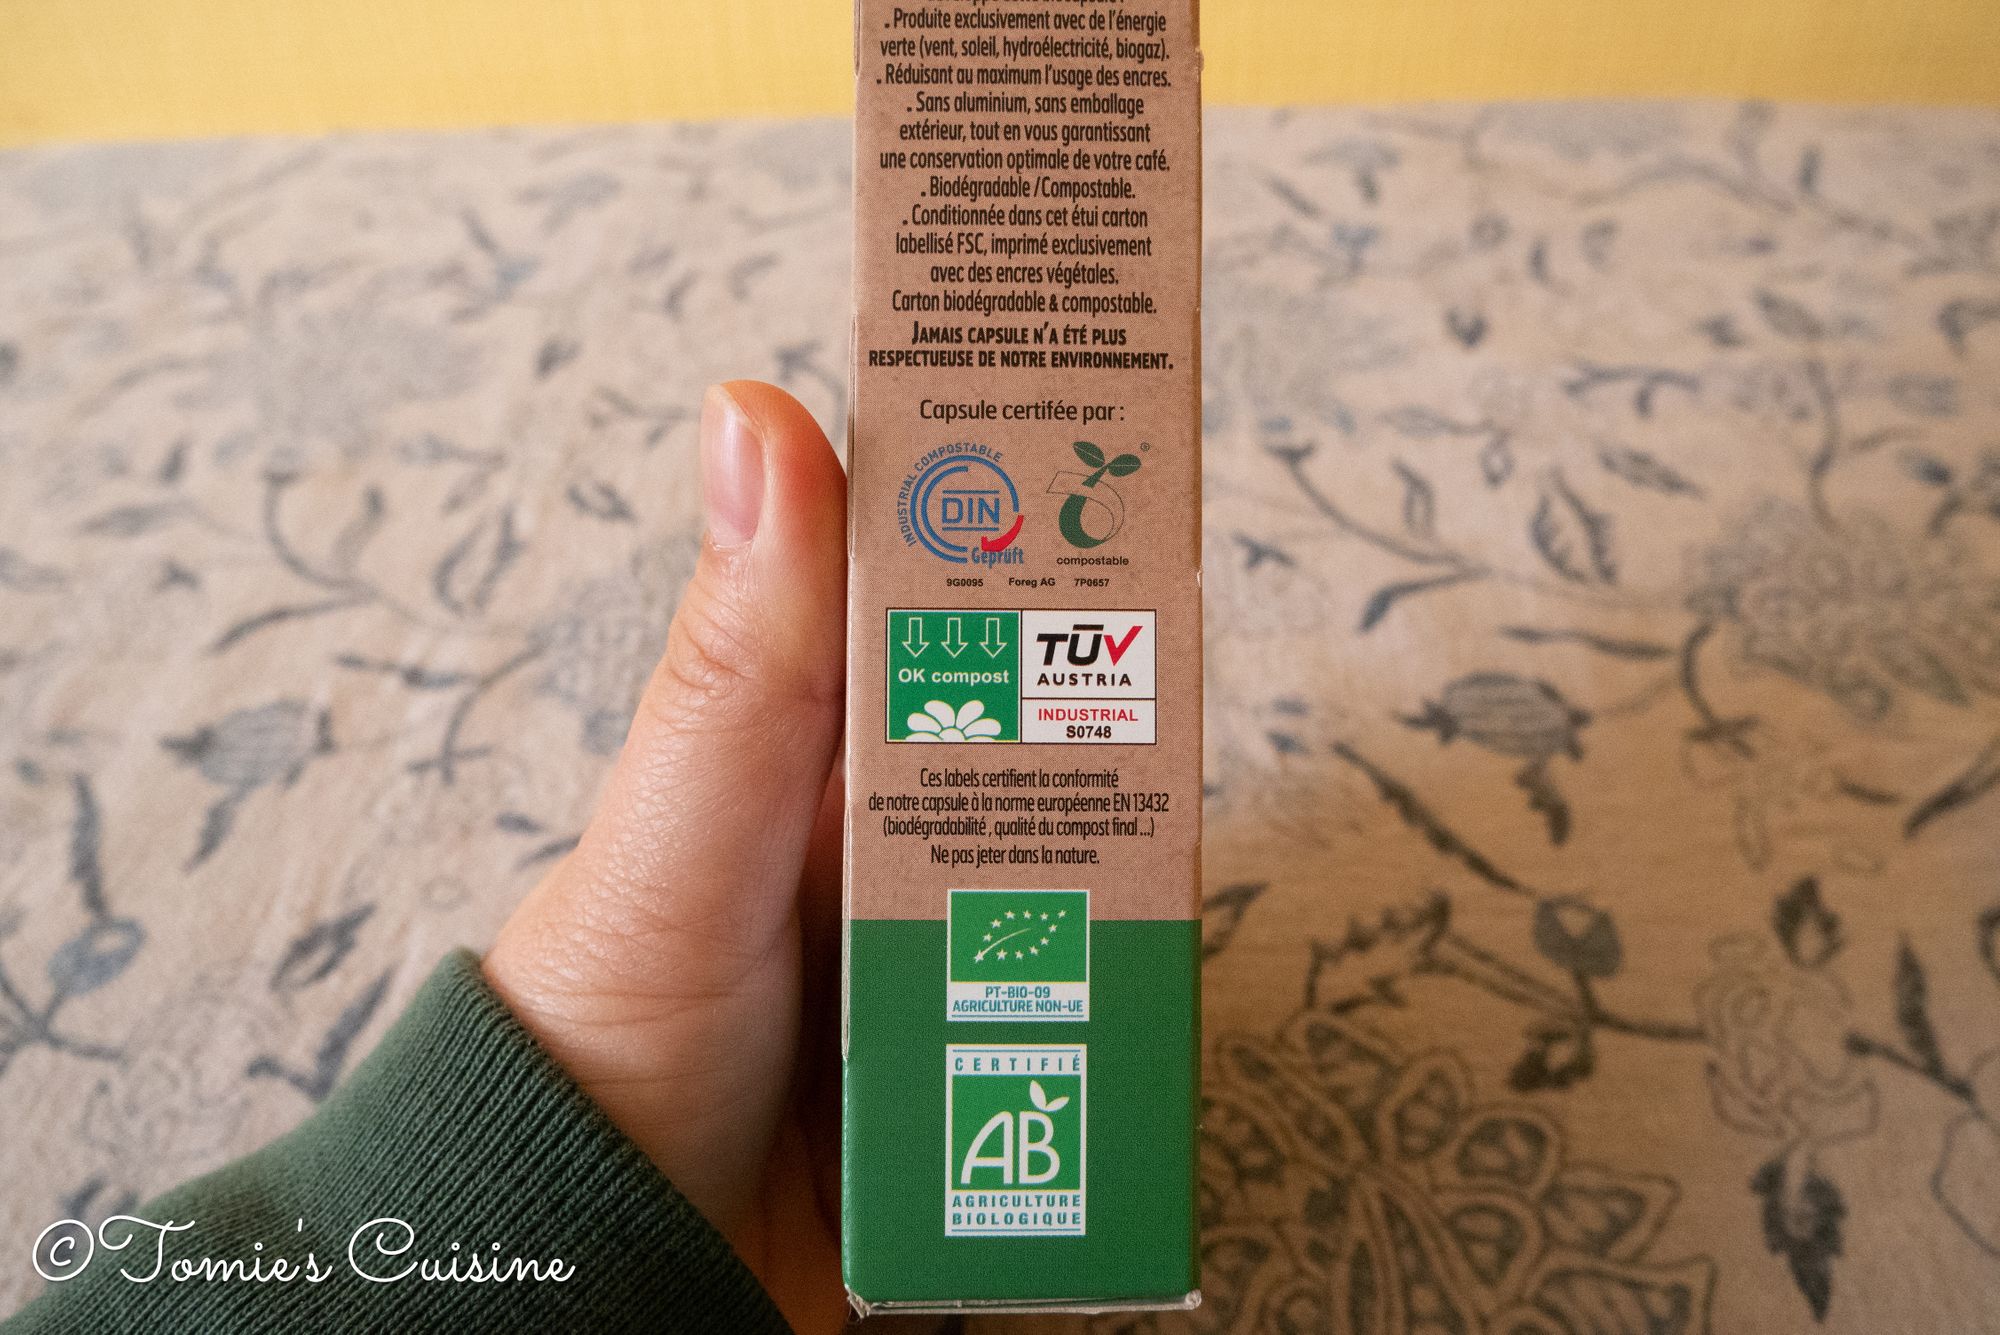 . Produite exclusivement avec de l'énergie
verte (vent, soleil, hydroélectricité, biogaz).
. Réduisant au maximum l'usage des encres.
. Sans aluminium, sans emballage
extérieur, tout en vous garantissant
une conservation optimale de votre café.
. Biodégradable / Compostable.
. Conditionnée dans cet étui carton
labellisé FSC, imprimé exclusivement
avec des encres végétales.
Carton biodégradable & compostable.
JAMAIS CAPSULE N'A ÉTÉ PLUS
RESPECTUEUSE DE NOTRE ENVIRONNEMENT.
Capsule certifée par :
INDUSTRIAL COMPOSTABLE
DIN
Geprüft
®
compostable
9G0095 Foreg AG 7P0657
OK compost
TÜV
AUSTRIA
INDUSTRIAL
S0748
Ces labels certifient la conformité
de notre capsule à la norme européenne EN 13432
(biodégradabilité, qualité du compost final ...)
Ne pas jeter dans la nature.
PT-BIO-09
AGRICULTURE NON-UE
CERTIFIÉ
AB
AGRICULTURE
BIOLOGIQUE
©Tomie's Cuisine